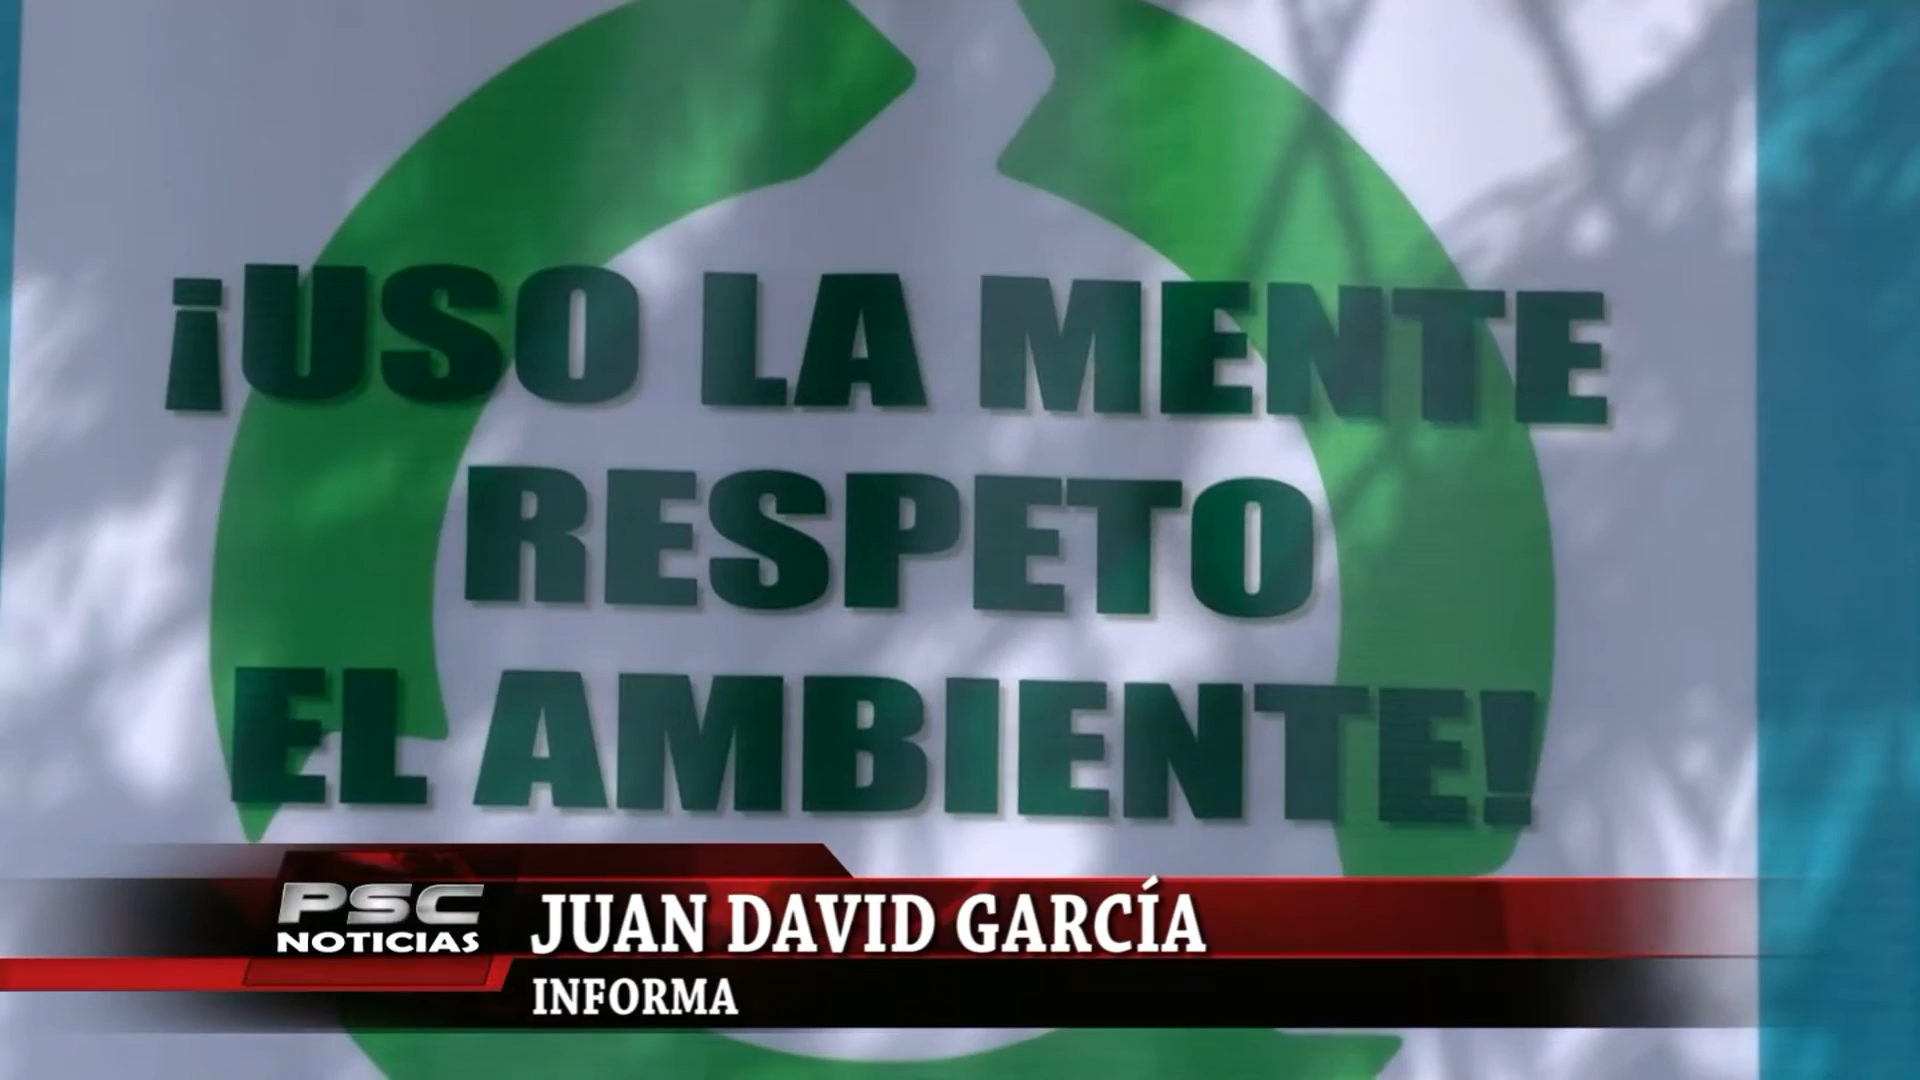 ¡USO LA MENTE
RESPETO
EL AMBIENTE!
PSC
NOTICIAS
JUAN DAVID GARCÍA
INFORMA